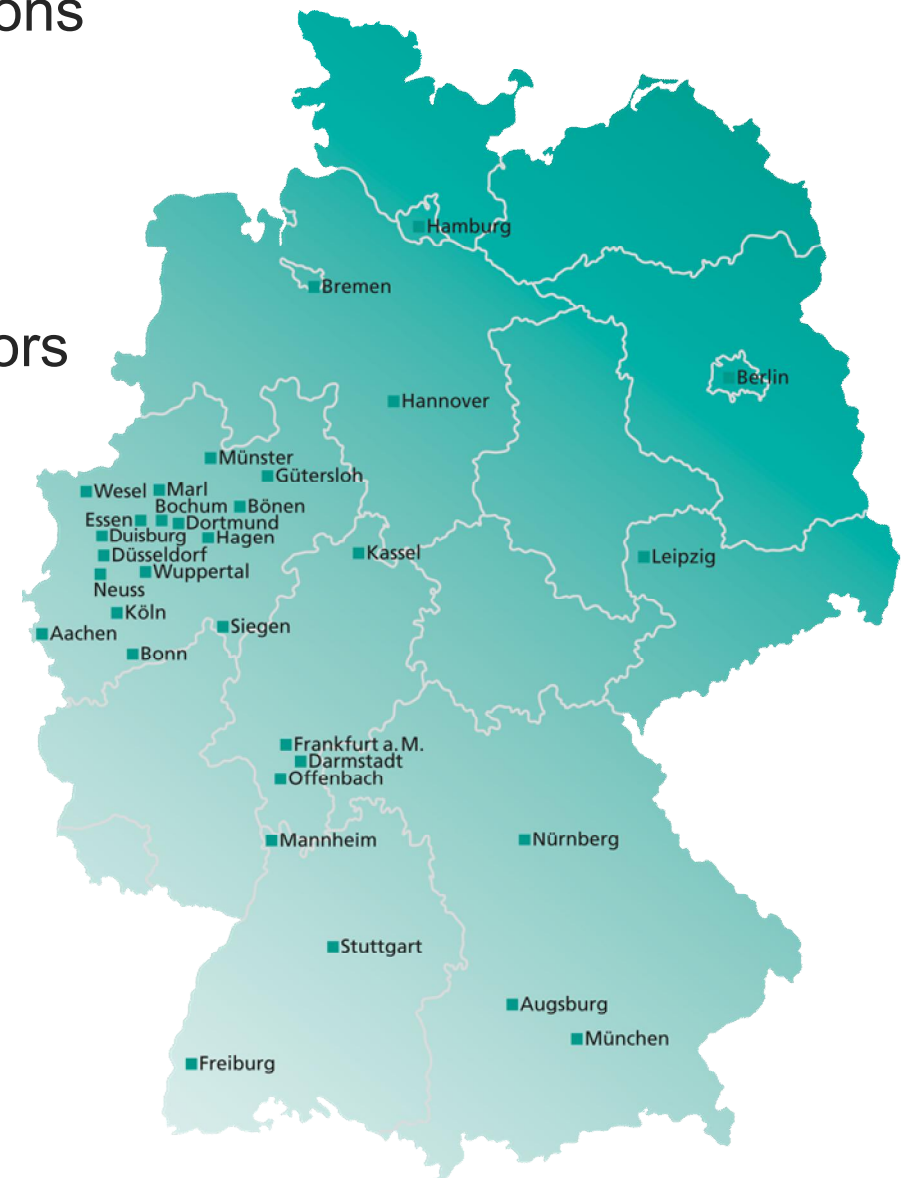 ons
Hamburg
Bremen
ors
Berlin
Hannover
Münster
Gütersloh
Wesel
Marl
Bochum
Bönen
Essen
Dortmund
Duisburg
Hagen
Düsseldorf
Kassel
Leipzig
Wuppertal
Neuss
Köln
Siegen
Aachen
Bonn
Frankfurt a. M.
Darmstadt
Offenbach
Mannheim
Nürnberg
Stuttgart
Augsburg
München
Freiburg